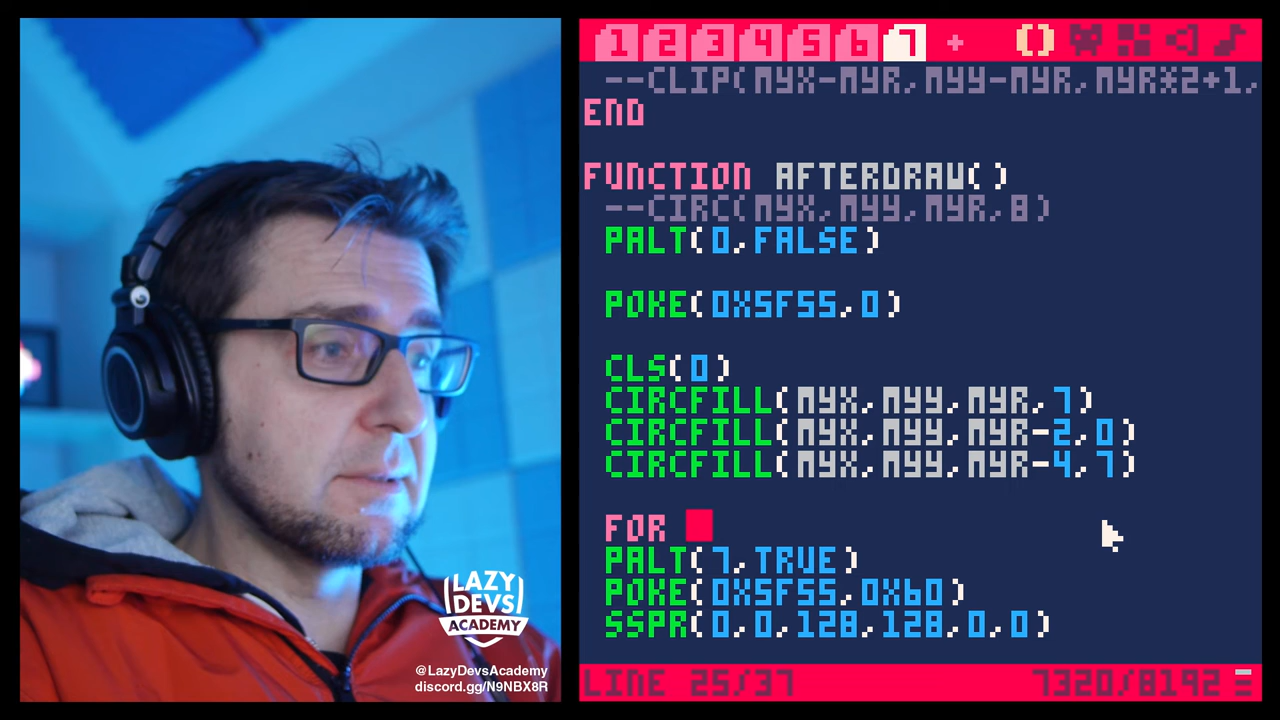 1 2 3 4 5 6 7 + ()
--CLIP(MYX-MYR,MYY-MYR,MYR*2+1,
END
FUNCTION AFTERDRAW()
--CIRC(MYX,MYY,MYR,8)
PALT(0,FALSE)
POKE(0X5F55,0)
CLS(0)
CIRCFILL(MYX,MYY,MYR,7)
CIRCFILL(MYX,MYY,MYR-2,0)
CIRCFILL(MYX,MYY,MYR-4,7)
FOR
PALT(7,TRUE)
POKE(0X5F55,0X60)
SSPR(0,0,128,128,0,0)
LINE 25/37 7320/8192
LAZY
DEVS
ACADEMY
@LazyDevsAcademy
discord.gg/N9NBX8R